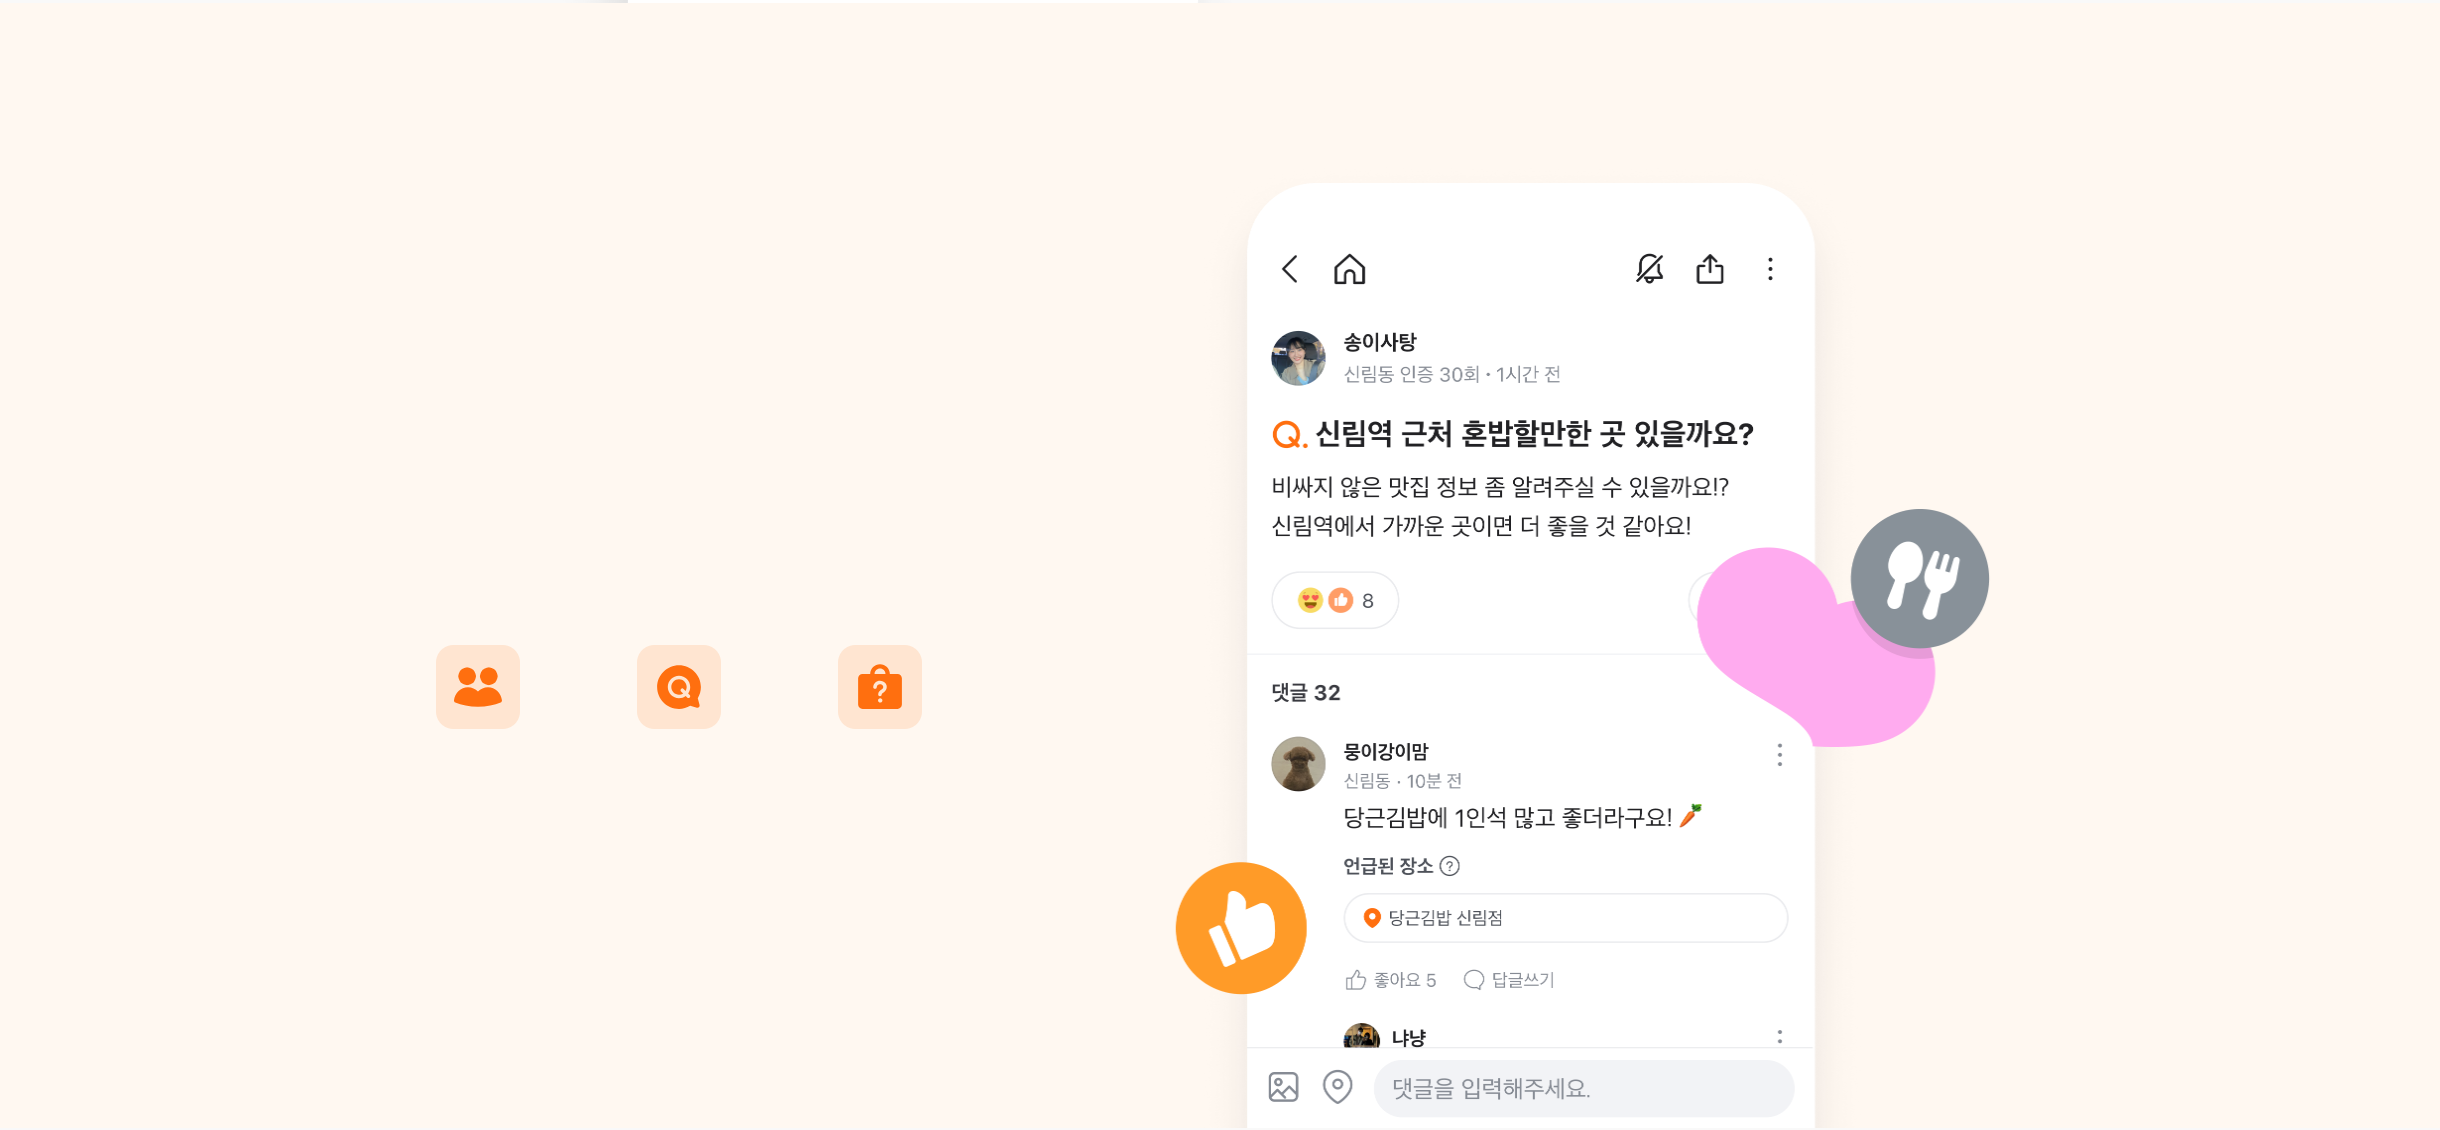 송이사탕
신림동 인증 30회 · 1시간 전
Q. 신림역 근처 혼밥할만한 곳 있을까요?
비싸지 않은 맛집 정보 좀 알려주실 수 있을까요!?
신림역에서 가까운 곳이면 더 좋을 것 같아요!
8
댓글 32
뭉이강이맘
신림동 · 10분 전
당근김밥에 1인석 많고 좋더라구요! 🥕
언급된 장소 ?
당근김밥 신림점
좋아요 5 답글쓰기
냐냥
댓글을 입력해주세요.